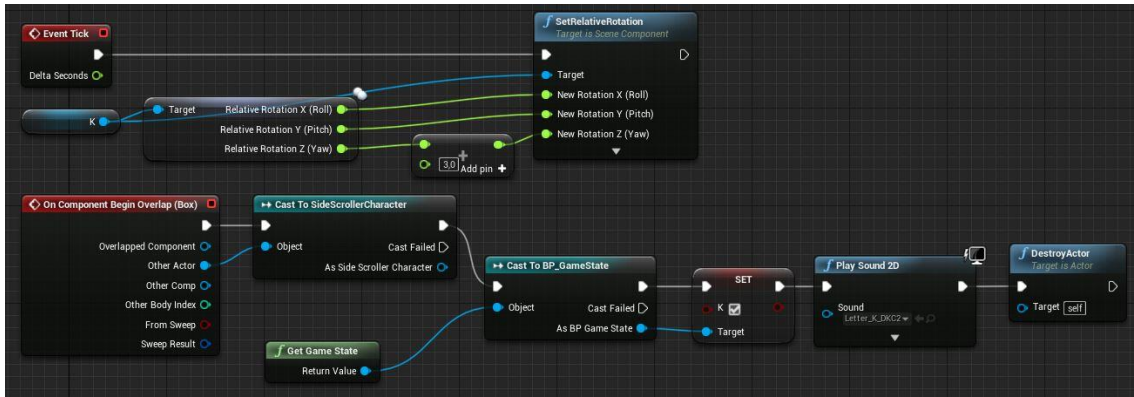 Event Tick
Delta Seconds
K
Target
Relative Rotation X (Roll)
Relative Rotation Y (Pitch)
Relative Rotation Z (Yaw)
3,0
Add pin +
SetRelativeRotation
Target is Scene Component
Target
New Rotation X (Roll)
New Rotation Y (Pitch)
New Rotation Z (Yaw)
On Component Begin Overlap (Box)
Overlapped Component
Other Actor
Other Comp
Other Body Index
From Sweep
Sweep Result
Cast To SideScrollerCharacter
Object
Cast Failed
As Side Scroller Character
Get Game State
Return Value
Cast To BP_GameState
Object
Cast Failed
As BP Game State
SET
K
Target
Play Sound 2D
Sound
Letter_K_DKC2
DestroyActor
Target is Actor
Target self